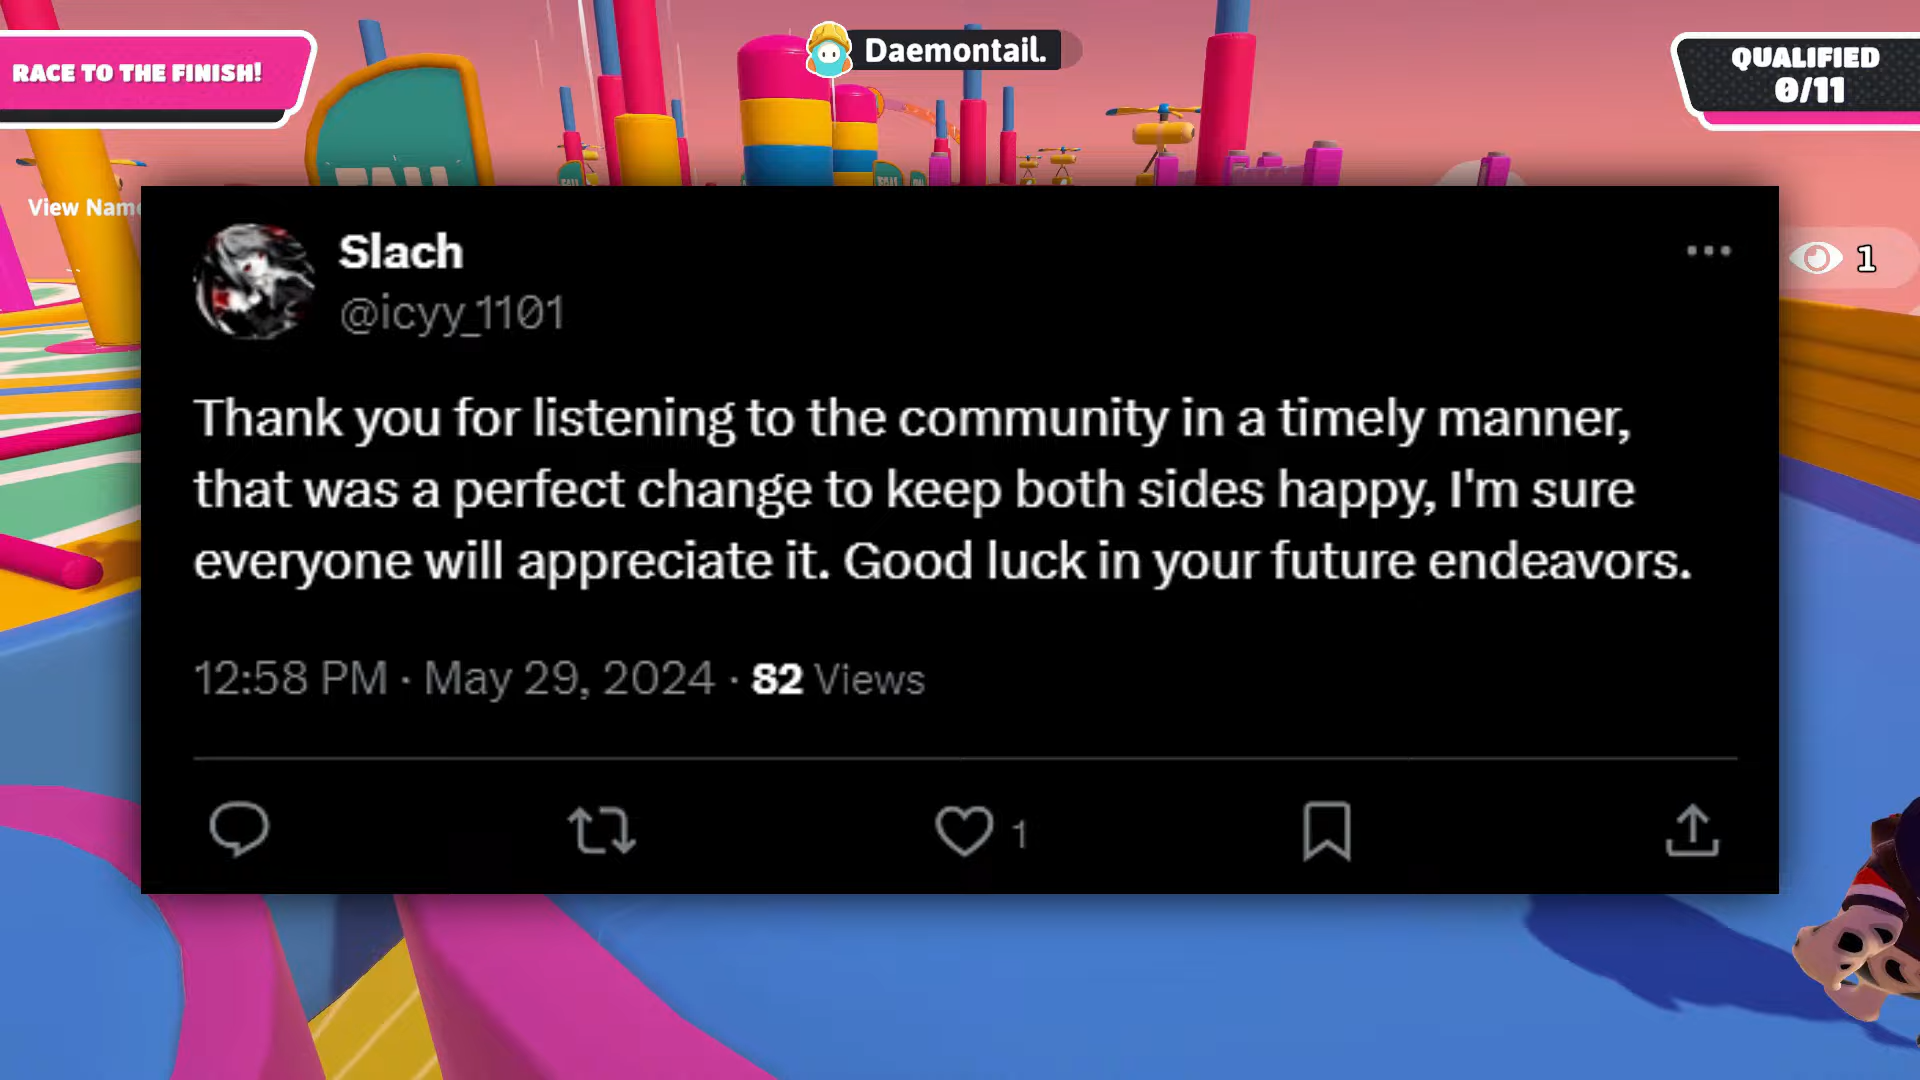 RACE TO THE FINISH!
Daemontail.
QUALIFIED
0/11
FALL
View Name
1
Slach
@icyy_1101
Thank you for listening to the community in a timely manner,
that was a perfect change to keep both sides happy, I'm sure
everyone will appreciate it. Good luck in your future endeavors.
12:58 PM · May 29, 2024 · 82 Views
1